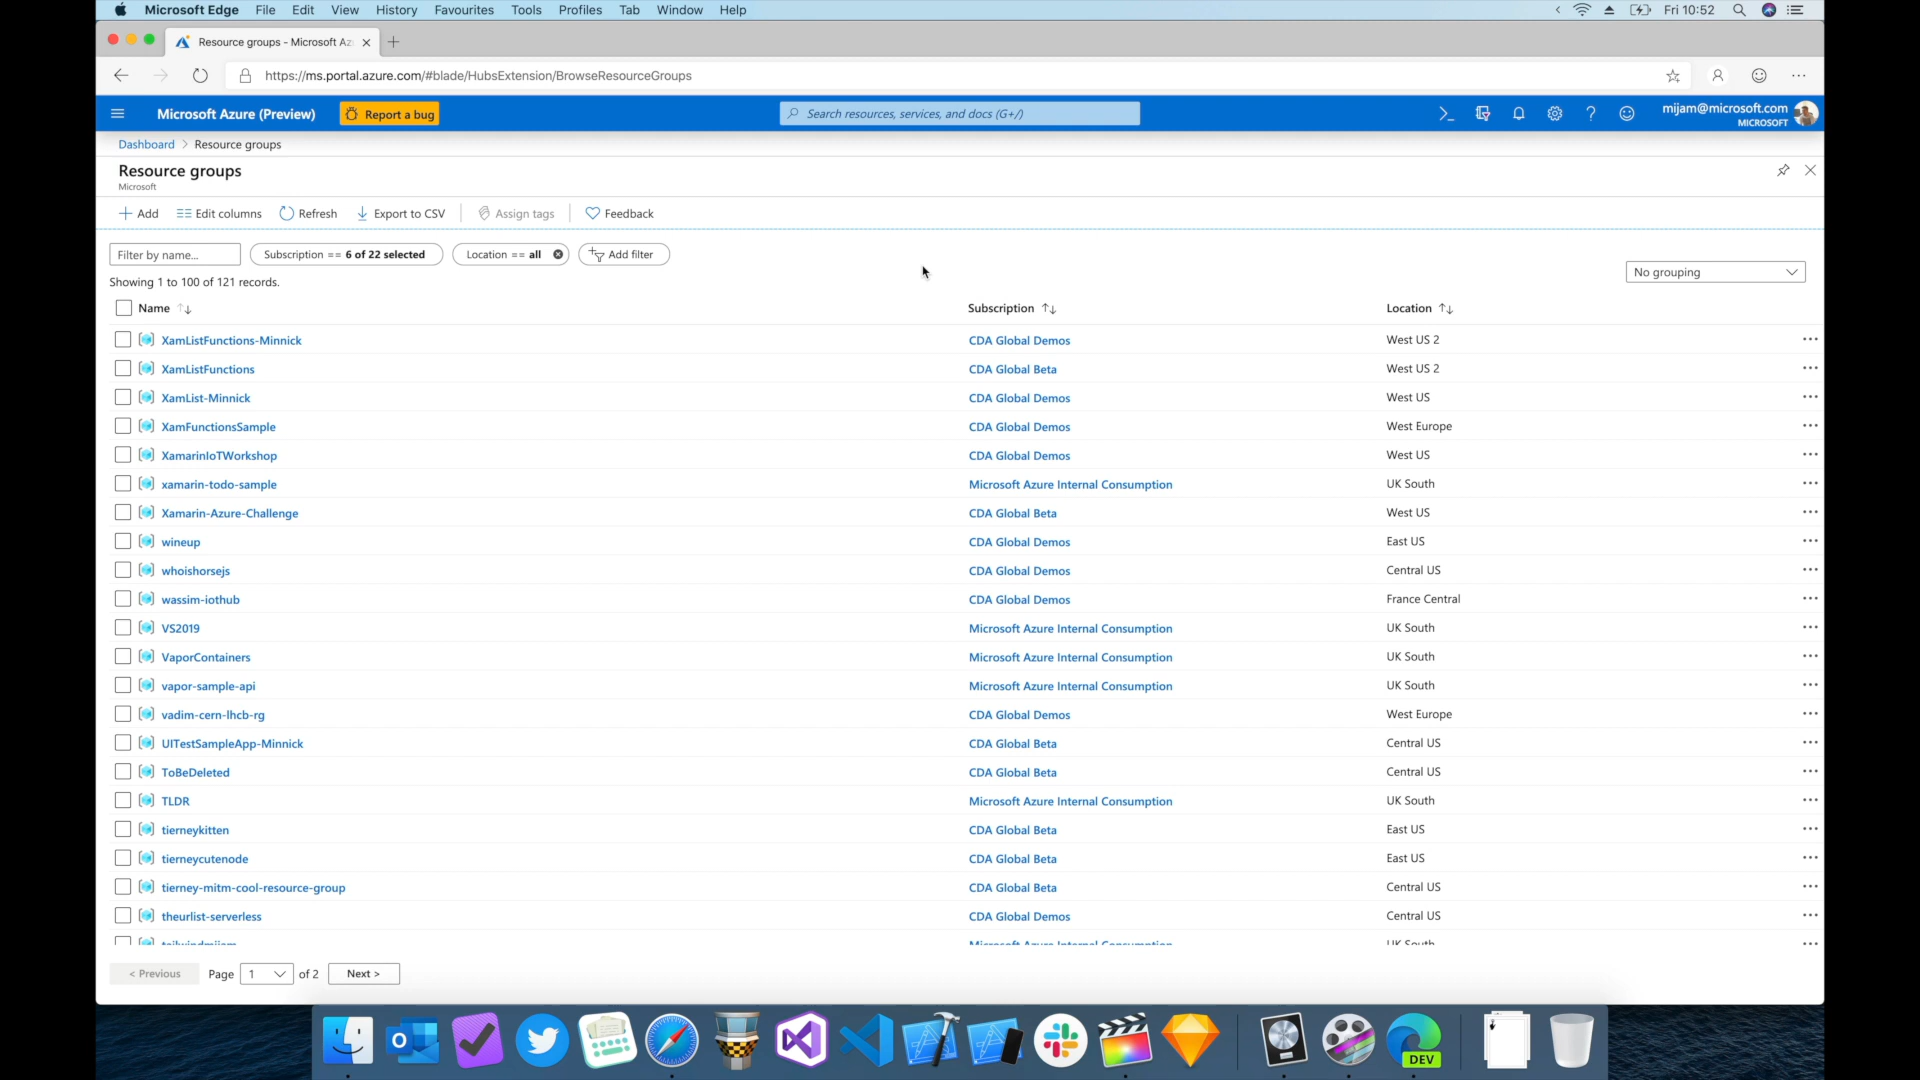 Microsoft Edge File Edit View History Favourites Tools Profiles Tab Window Help Fri 10:52
Resource groups - Microsoft Az
https://ms.portal.azure.com/#blade/HubsExtension/BrowseResourceGroups
Microsoft Azure (Preview) Report a bug Search resources, services, and docs (G+/) mijam@microsoft.com
MICROSOFT
Dashboard > Resource groups
Resource groups
Microsoft
Add Edit columns Refresh Export to CSV Assign tags Feedback
Filter by name... Subscription == 6 of 22 selected Location == all Add filter
No grouping
Showing 1 to 100 of 121 records.
Name Subscription Location
XamListFunctions-Minnick CDA Global Demos West US 2
XamListFunctions CDA Global Beta West US 2
XamList-Minnick CDA Global Demos West US
XamFunctionsSample CDA Global Demos West Europe
XamarinIoTWorkshop CDA Global Demos West US
xamarin-todo-sample Microsoft Azure Internal Consumption UK South
Xamarin-Azure-Challenge CDA Global Beta West US
wineup CDA Global Demos East US
whoishorsejs CDA Global Demos Central US
wassim-iothub CDA Global Demos France Central
VS2019 Microsoft Azure Internal Consumption UK South
VaporContainers Microsoft Azure Internal Consumption UK South
vapor-sample-api Microsoft Azure Internal Consumption UK South
vadim-cern-lhcb-rg CDA Global Demos West Europe
UITestSampleApp-Minnick CDA Global Beta Central US
ToBeDeleted CDA Global Beta Central US
TLDR Microsoft Azure Internal Consumption UK South
tierneykitten CDA Global Beta East US
tierneycutenode CDA Global Beta East US
tierney-mitm-cool-resource-group CDA Global Beta Central US
theurlist-serverless CDA Global Demos Central US
tailwindmijam Microsoft Azure Internal Consumption UK South
< Previous Page 1 of 2 Next >
DEV